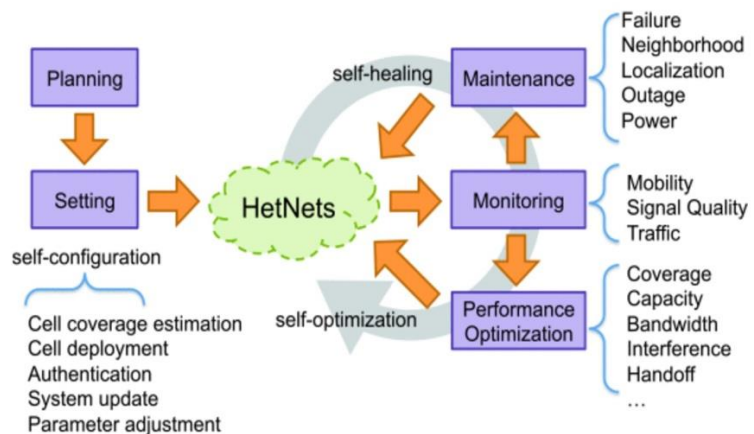 Planning
Setting
self-configuration
Cell coverage estimation
Cell deployment
Authentication
System update
Parameter adjustment
HetNets
self-healing
self-optimization
Maintenance
Failure
Neighborhood
Localization
Outage
Power
Monitoring
Mobility
Signal Quality
Traffic
Performance
Optimization
Coverage
Capacity
Bandwidth
Interference
Handoff
...